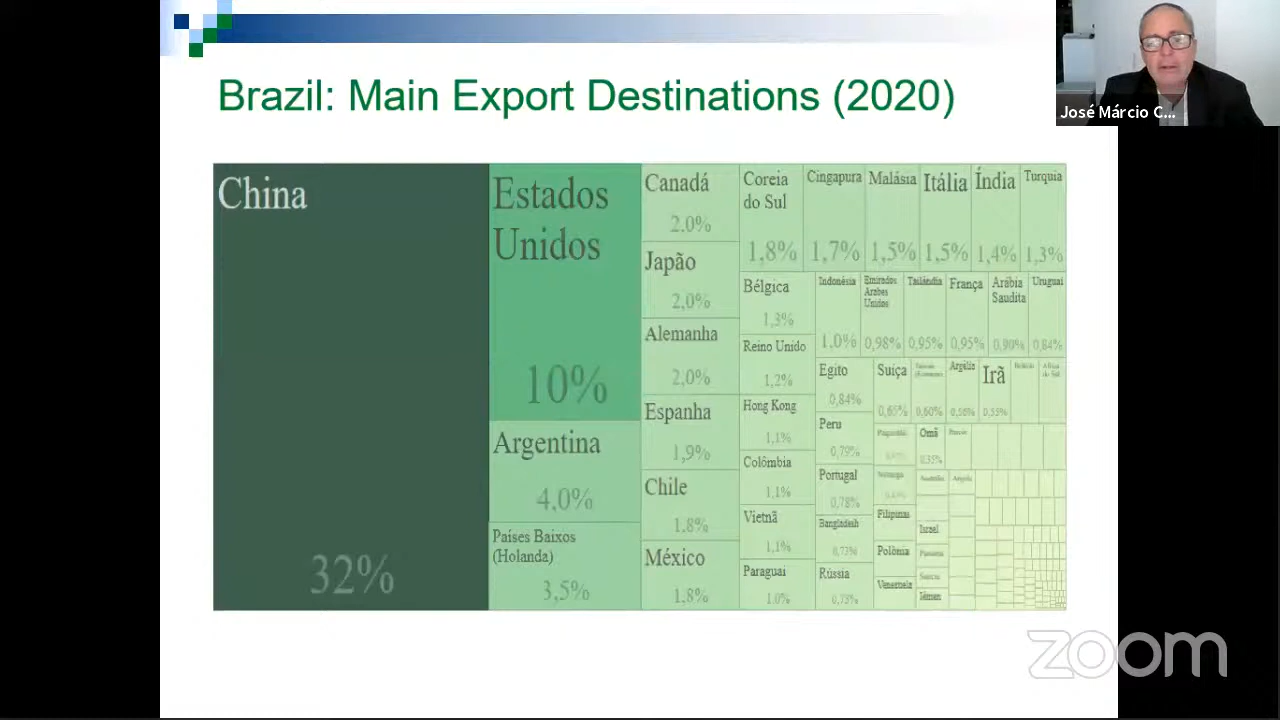 Brazil: Main Export Destinations (2020)
José Márcio C...
China
32%
Estados
Unidos
10%
Argentina
4,0%
Países Baixos
(Holanda)
3,5%
Canadá
2.0%
Japão
2,0%
Alemanha
2,0%
Espanha
1,9%
Chile
1.8%
México
1,8%
Coreia
do Sul
1,8%
Cingapura
1,7%
Malásia
1,5%
Itália
1,5%
Índia
1,4%
Turquia
1,3%
Bélgica
1,3%
Reino Unido
1,2%
Hong Kong
1,1%
Colômbia
1,1%
Vietnã
1,1%
Paraguai
1.0%
Indonésia
1,0%
Emirados
Árabes
Unidos
0,98%
Tailândia
0,95%
França
0,95%
Arábia
Saudita
0,90%
Uruguai
0,84%
Egito
0,84%
Peru
0,79%
Portugal
0,78%
Bangladesh
0,73%
Rússia
Suíça
0,65%
0,60%
Argélia
0,56%
Irã
0,55%
Omã
0,35%
Filipinas
Polônia
Venezuela
Angola
Israel
Iêmen
zoom